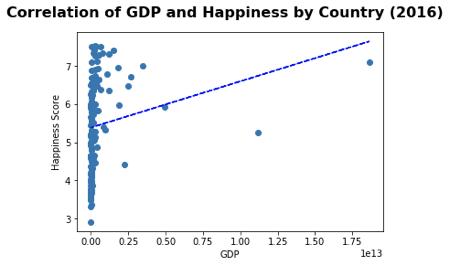 Correlation of GDP and Happiness by Country (2016)
7
6
5
4
3
Happiness Score
0.00 0.25 0.50 0.75 1.00 1.25 1.50 1.75
1e13
GDP